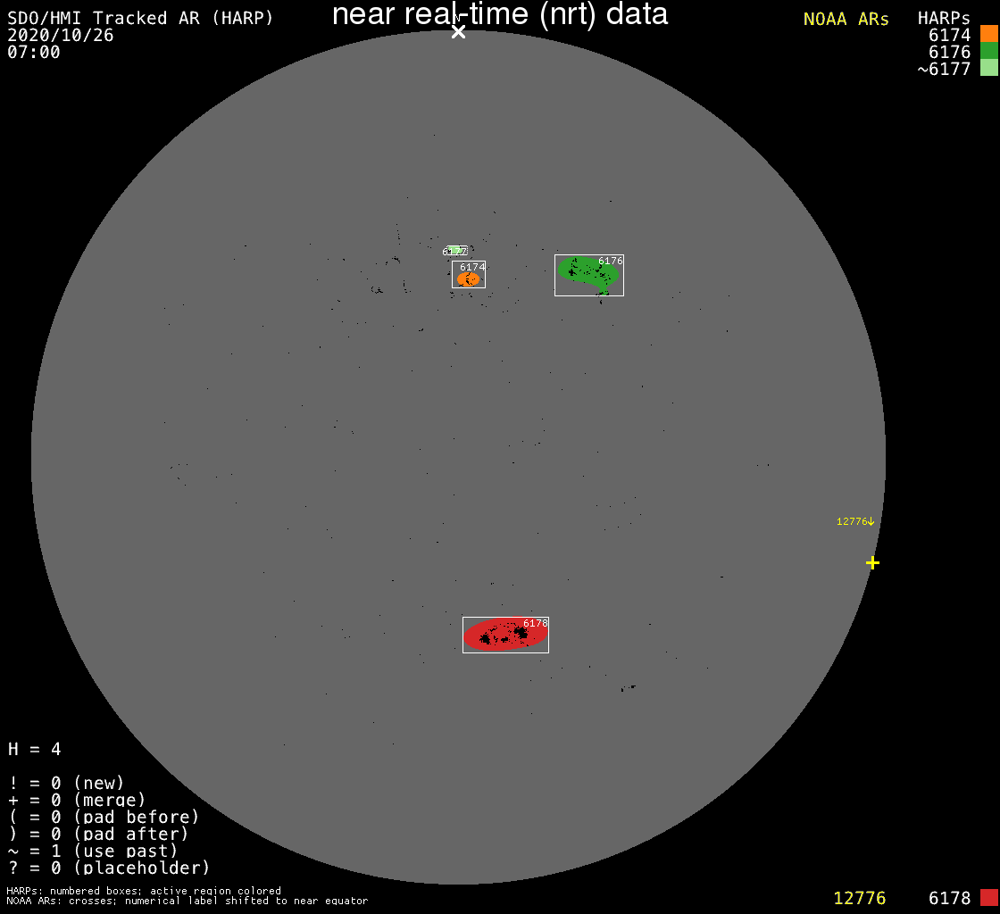 near real-time (nrt) data
SDO/HMI Tracked AR (HARP)
2020/10/26
07:00
NOAA ARs
HARPs
6174
6176
~6177
N
6177
6174
6176
12776↓
6178
H = 4
! = 0 (new)
+ = 0 (merge)
( = 0 (pad before)
) = 0 (pad after)
~ = 1 (use past)
? = 0 (placeholder)
HARPs: numbered boxes; active region colored
NOAA ARs: crosses; numerical label shifted to near equator
12776 6178